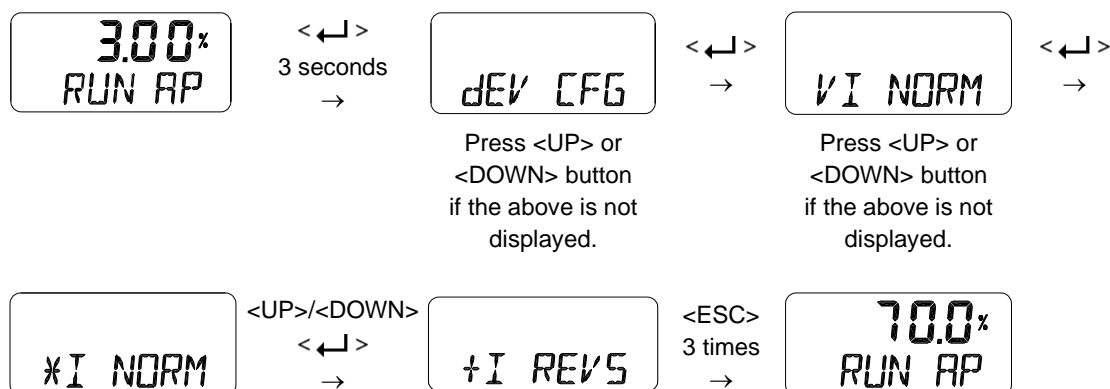 3.00%
RUN AP
<↵>
3 seconds
→
dEV CFG
Press <UP> or
<DOWN> button
if the above is not
displayed.
<↵>
→
VI NORM
Press <UP> or
<DOWN> button
if the above is not
displayed.
<↵>
→
*I NORM
<UP>/<DOWN>
<↵>
→
+I REVS
<ESC>
3 times
→
70.0%
RUN AP